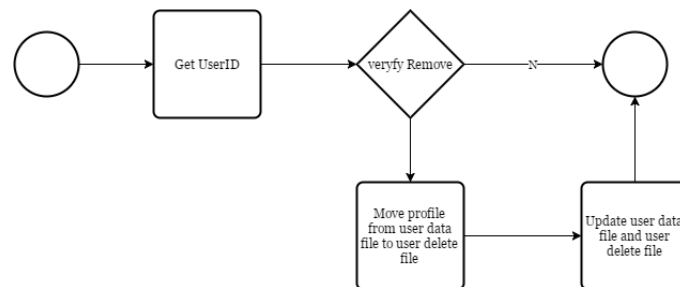 Get UserID
veryfy Remove
N
Move profile
from user data
file to user delete
file
Update user data
file and user
delete file